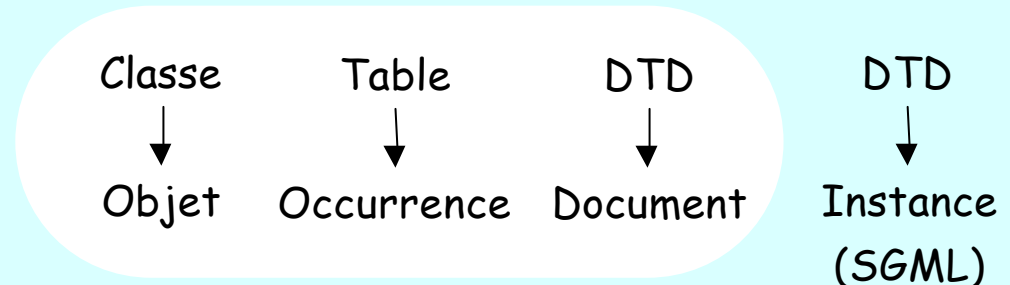 Classe Table DTD DTD
Objet Occurrence Document Instance
(SGML)